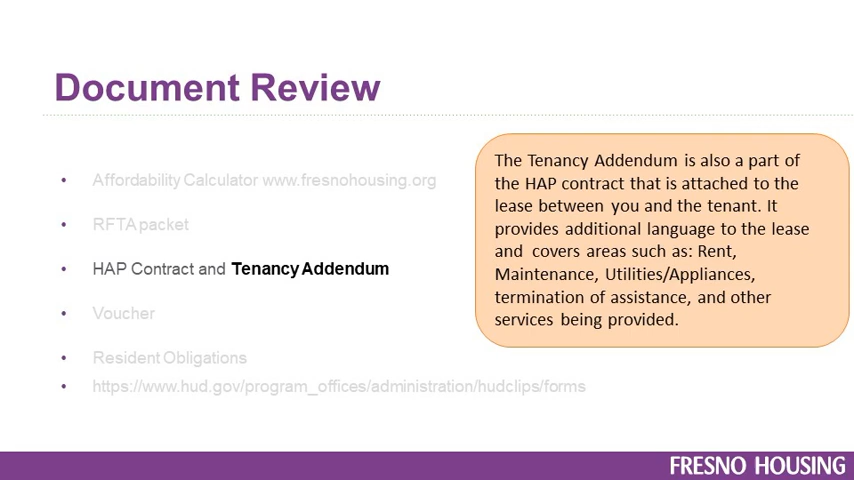 Document Review
• Affordability Calculator www.fresnohousing.org
• RFTA packet
• HAP Contract and Tenancy Addendum
• Voucher
• Resident Obligations
• https://www.hud.gov/program_offices/administration/hudclips/forms
The Tenancy Addendum is also a part of
the HAP contract that is attached to the
lease between you and the tenant. It
provides additional language to the lease
and covers areas such as: Rent,
Maintenance, Utilities/Appliances,
termination of assistance, and other
services being provided.
FRESNO HOUSING